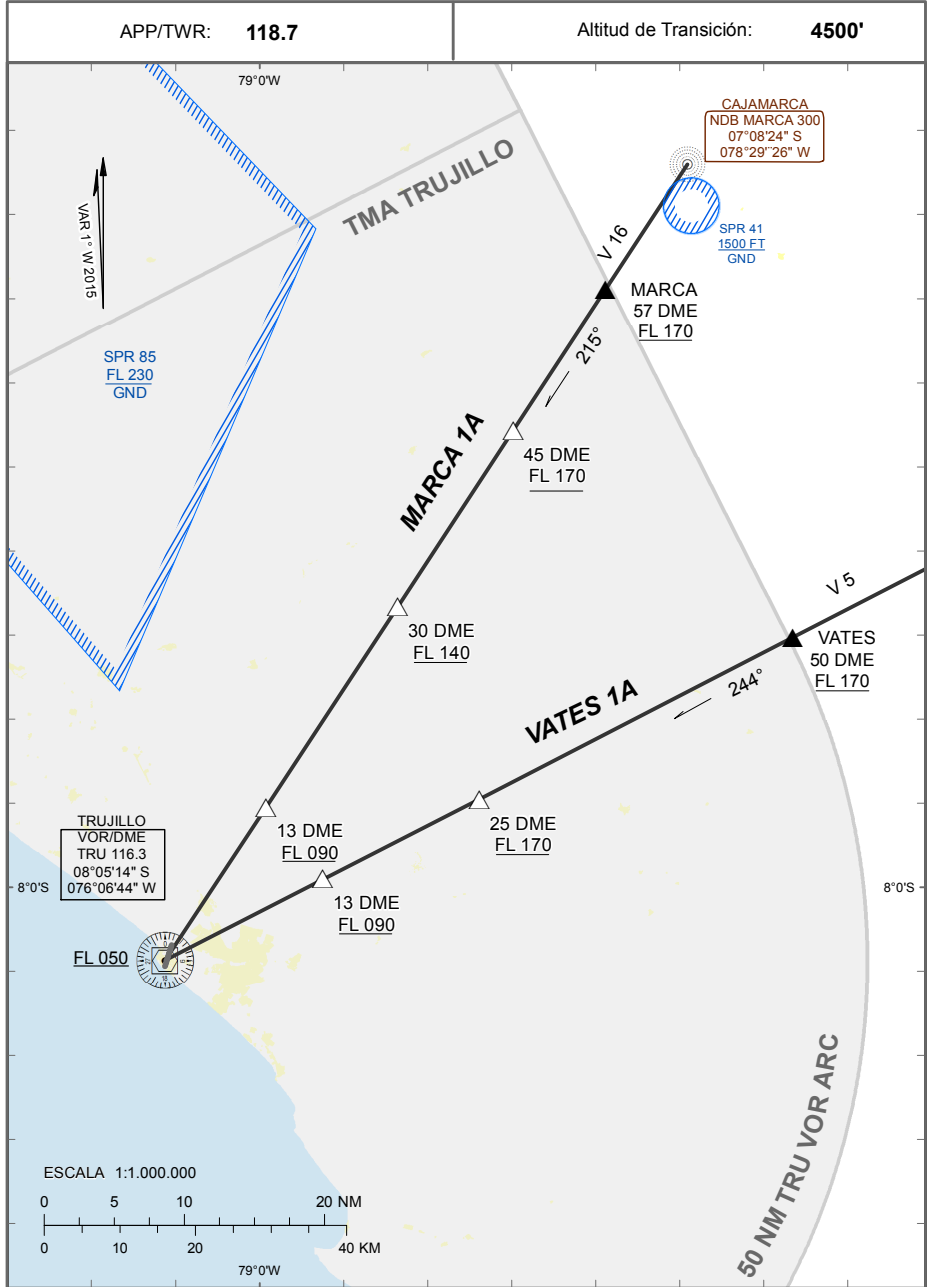 APP/TWR: 118.7
Altitud de Transición: 4500'
79°0'W
CAJAMARCA
NDB MARCA 300
07°08'24" S
078°29'26" W
TMA TRUJILLO
VAR 1° W 2015
SPR 41
1500 FT
GND
V 16
MARCA
57 DME
FL 170
215°
SPR 85
FL 230
GND
MARCA 1A
45 DME
FL 170
V 5
30 DME
FL 140
VATES
50 DME
FL 170
244°
VATES 1A
TRUJILLO
VOR/DME
TRU 116.3
08°05'14" S
076°06'44" W
13 DME
FL 090
25 DME
FL 170
8°0'S
8°0'S
13 DME
FL 090
FL 050
50 NM TRU VOR ARC
ESCALA 1:1.000.000
0 5 10 20 NM
0 10 20 40 KM
79°0'W